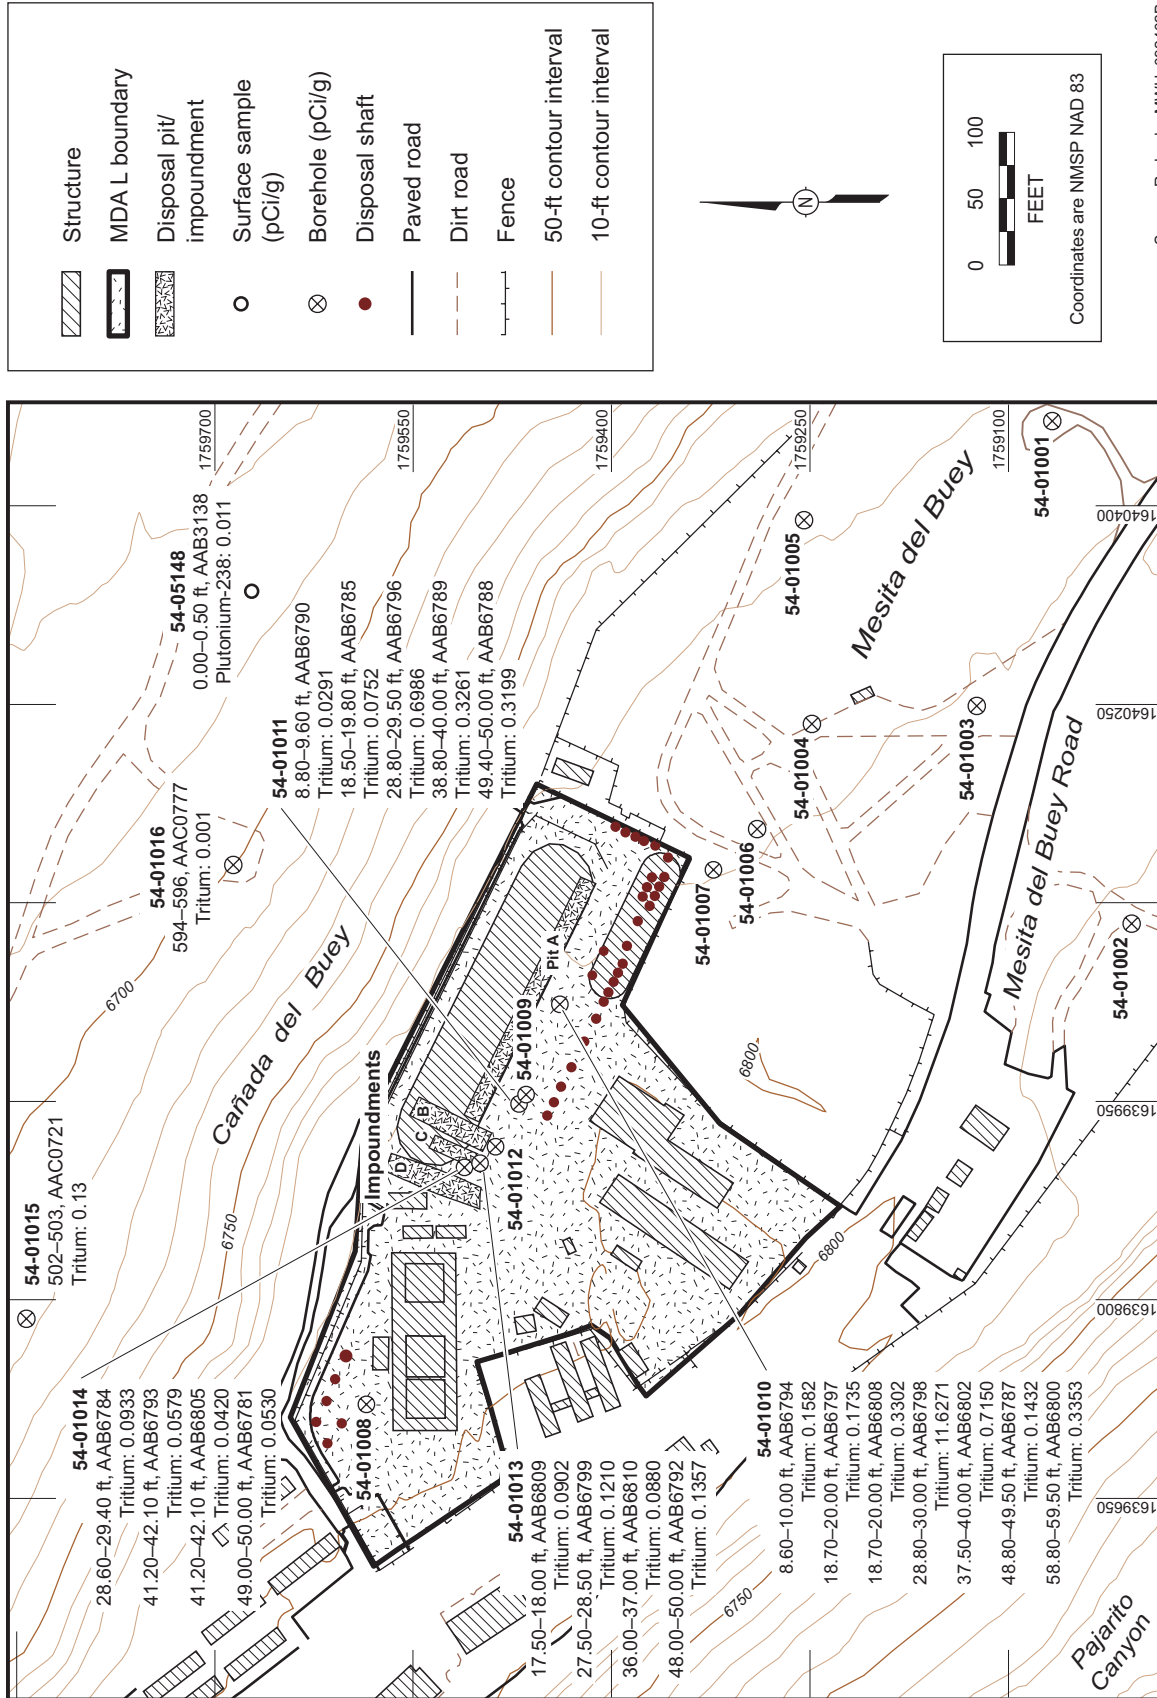 Structure
MDA L boundary
Disposal pit/
impoundment
Surface sample
(pCi/g)
Borehole (pCi/g)
Disposal shaft
Paved road
Dirt road
Fence
50-ft contour interval
10-ft contour interval
N
0 50 100
FEET
Coordinates are NMSP NAD 83
1759700
1759550
1759400
1759250
1759100
1640400
1640250
1639950
1639800
1639650
54-01015
502–503, AAC0721
Tritum: 0.13
54-01016
594–596, AAC0777
Tritum: 0.001
54-05148
0.00–0.50 ft, AAB3138
Plutonium-238: 0.011
54-01011
8.80–9.60 ft, AAB6790
Tritium: 0.0291
18.50–19.80 ft, AAB6785
Tritium: 0.0752
28.80–29.50 ft, AAB6796
Tritium: 0.6986
38.80–40.00 ft, AAB6789
Tritium: 0.3261
49.40–50.00 ft, AAB6788
Tritium: 0.3199
54-01014
28.60–29.40 ft, AAB6784
Tritium: 0.0933
41.20–42.10 ft, AAB6793
Tritium: 0.0579
41.20–42.10 ft, AAB6805
Tritium: 0.0420
49.00–50.00 ft, AAB6781
Tritium: 0.0530
54-01013
17.50–18.00 ft, AAB6809
Tritium: 0.0902
27.50–28.50 ft, AAB6799
Tritium: 0.1210
36.00–37.00 ft, AAB6810
Tritium: 0.0880
48.00–50.00 ft, AAB6792
Tritium: 0.1357
54-01010
8.60–10.00 ft, AAB6794
Tritium: 0.1582
18.70–20.00 ft, AAB6797
Tritium: 0.1735
18.70–20.00 ft, AAB6808
Tritium: 0.3302
28.80–30.00 ft, AAB6798
Tritium: 11.6271
37.50–40.00 ft, AAB6802
Tritium: 0.7150
48.80–49.50 ft, AAB6787
Tritium: 0.1432
58.80–59.50 ft, AAB6800
Tritium: 0.3353
Cañada del Buey
6700
6750
Impoundments
D
C
B
Pit A
54-01008
54-01009
54-01012
54-01007
54-01006
54-01004
54-01005
54-01003
54-01001
54-01002
Mesita del Buey
Mesita del Buey Road
6800
6800
6750
Pajarito
Canyon